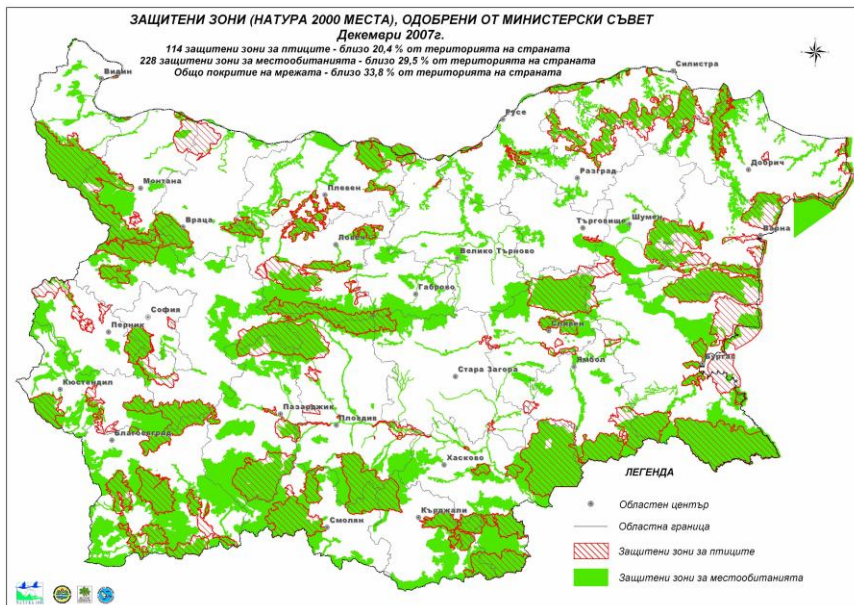 ЗАЩИТЕНИ ЗОНИ (НАТУРА 2000 МЕСТА), ОДОБРЕНИ ОТ МИНИСТЕРСКИ СЪВЕТ
Декември 2007г.
114 защитени зони за птиците - близо 20,4 % от територията на страната
228 защитени зони за местообитанията - близо 29,5 % от територията на страната
Общо покритие на мрежата - близо 33,8 % от територията на страната
Видин
Силистра
Русе
Добрич
Монтана
Плевен
Разград
Враца
Ловеч
Търговище
Шумен
Варна
Велико Търново
Габрово
София
Перник
Сливен
Бургас
Ямбол
Кюстендил
Стара Загора
Пазарджик
Пловдив
Благоевград
Хасково
Кърджали
Смолян
ЛЕГЕНДА
Областен център
Областна граница
Защитени зони за птиците
Защитени зони за местообитанията